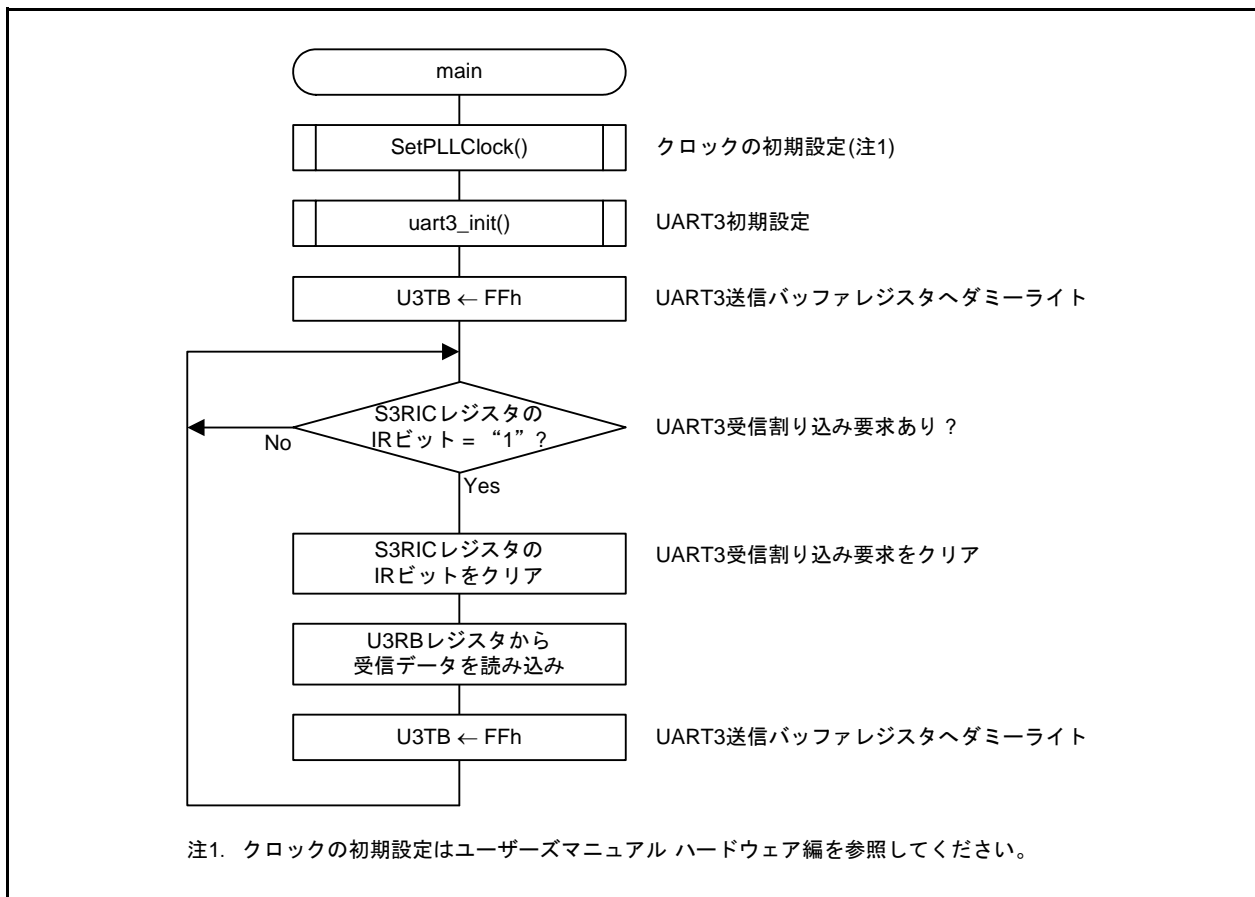 main
SetPLLClock()
クロックの初期設定(注1)
uart3_init()
UART3初期設定
U3TB ← FFh
UART3送信バッファレジスタへダミーライト
S3RICレジスタの
IRビット = “1” ?
UART3受信割り込み要求あり ?
No
Yes
S3RICレジスタの
IRビットをクリア
UART3受信割り込み要求をクリア
U3RBレジスタから
受信データを読み込み
U3TB ← FFh
UART3送信バッファレジスタへダミーライト
注1. クロックの初期設定はユーザーズマニュアル ハードウェア編を参照してください。